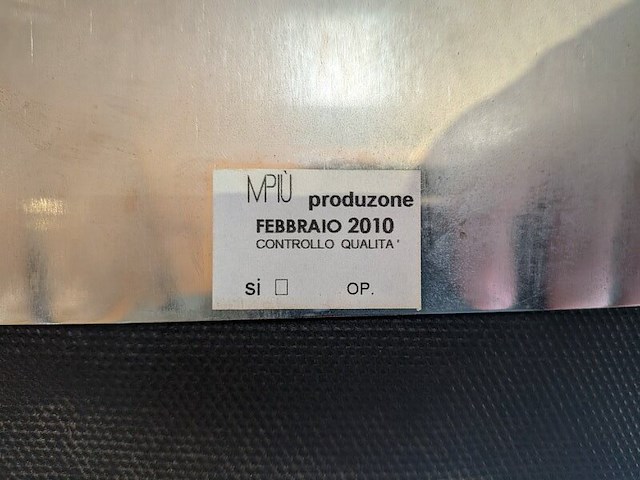 MPIÙ produzone
FEBBRAIO 2010
CONTROLLO QUALITA'
si □ OP.